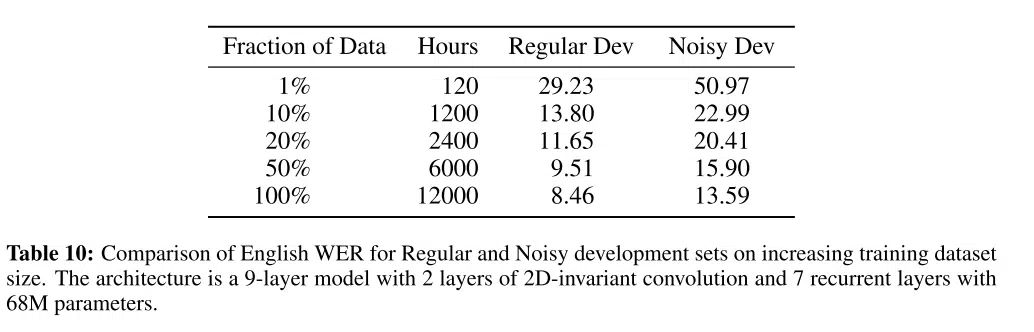 Fraction of Data Hours Regular Dev Noisy Dev
1% 120 29.23 50.97
10% 1200 13.80 22.99
20% 2400 11.65 20.41
50% 6000 9.51 15.90
100% 12000 8.46 13.59
Table 10: Comparison of English WER for Regular and Noisy development sets on increasing training dataset
size. The architecture is a 9-layer model with 2 layers of 2D-invariant convolution and 7 recurrent layers with
68M parameters.